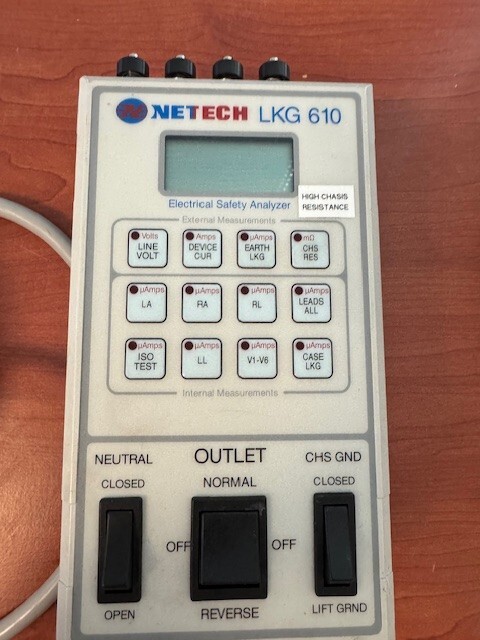 NETECH LKG 610
Electrical Safety Analyzer
HIGH CHASIS
RESISTANCE
External Measurements
Volts
LINE
VOLT
Amps
DEVICE
CUR
µAmps
EARTH
LKG
mΩ
CHS
RES
µAmps
LA
µAmps
RA
µAmps
RL
µAmps
LEADS
ALL
µAmps
ISO
TEST
µAmps
LL
µAmps
V1-V6
µAmps
CASE
LKG
Internal Measurements
NEUTRAL
OUTLET
CHS GND
CLOSED
NORMAL
CLOSED
OFF
OFF
OPEN
REVERSE
LIFT GRND